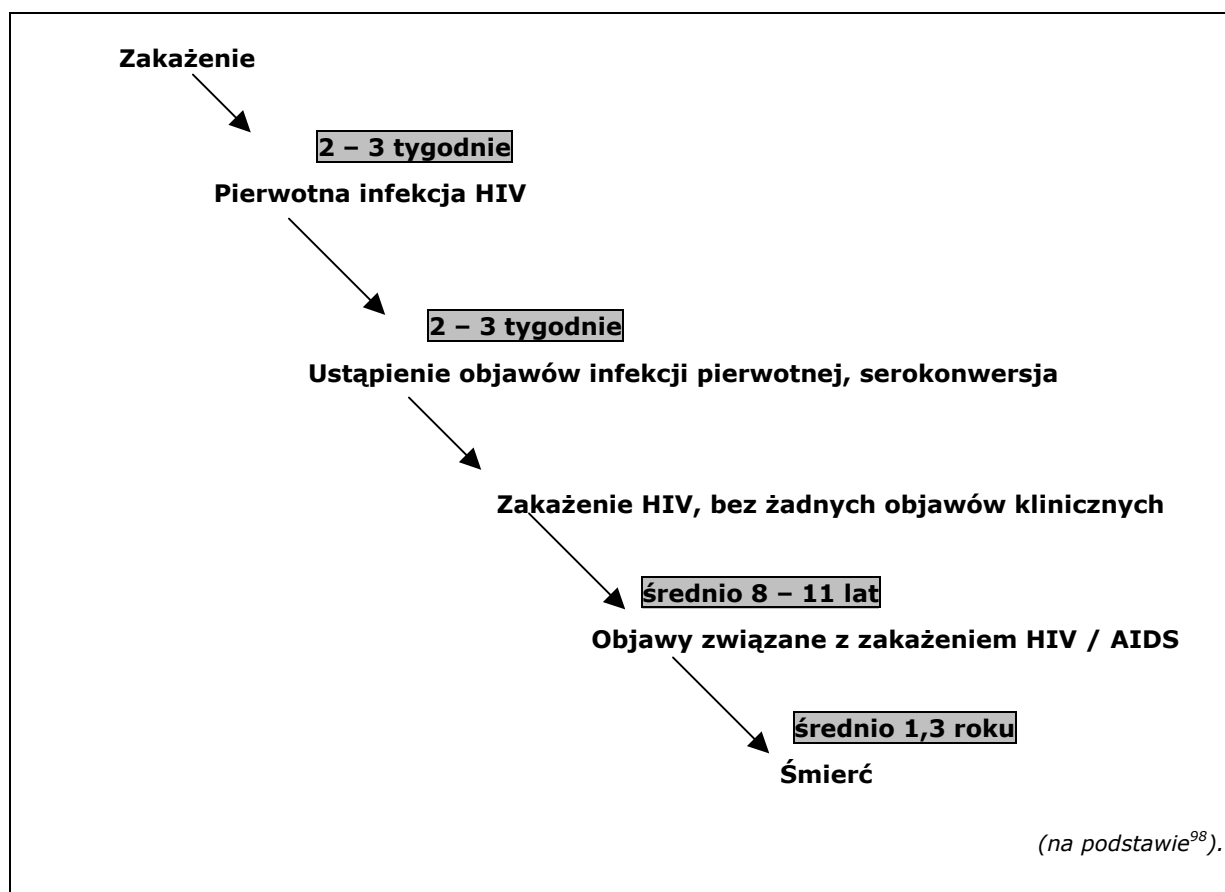 Zakażenie
2 – 3 tygodnie
Pierwotna infekcja HIV
2 – 3 tygodnie
Ustąpienie objawów infekcji pierwotnej, serokonwersja
Zakażenie HIV, bez żadnych objawów klinicznych
średnio 8 – 11 lat
Objawy związane z zakażeniem HIV / AIDS
średnio 1,3 roku
Śmierć
(na podstawie⁹⁸).